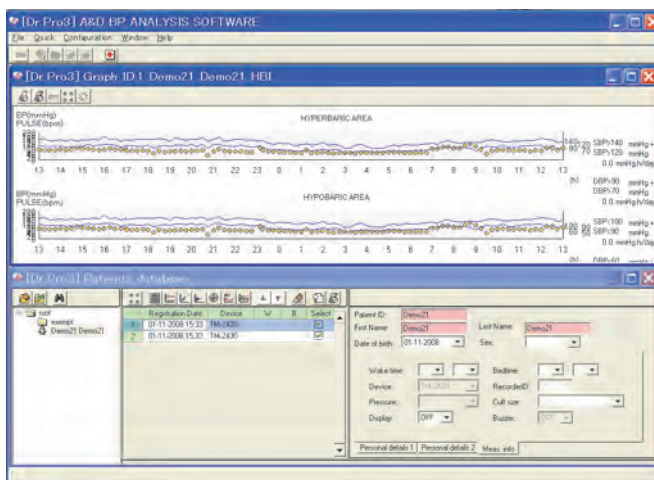 [Dr.Pro3] A&D BP ANALYSIS SOFTWARE
File Quick Configuration Window Help
[Dr.Pro3] Graph ID:1 Demo21 Demo21 HBI
BP(mmHg)
PULSE(bpm)
HYPERBARIC AREA
SBP>140 mmHg
SBP>120 mmHg
0.0 mmHg.h/day
13 14 15 16 17 18 19 20 21 22 23 0 1 2 3 4 5 6 7 8 9 10 11 12 13
(h)
DBP>90 mmHg
DBP>70 mmHg
0.0 mmHg.h/d
BP(mmHg)
PULSE(bpm)
HYPOBARIC AREA
SBP<100 mmHg
SBP<90 mmHg
0.0 mmHg.h/d
13 14 15 16 17 18 19 20 21 22 23 0 1 2 3 4 5 6 7 8 9 10 11 12 13
(h)
[Dr.Pro3] Patients database
root
exempt
Demo21 Demo21
Registration Date Device W B Select
1 01-11-2008 15:33 TM-2430
2 01-11-2008 15:33 TM-2430
Patient ID: Demo21
First Name: Demo21 Last Name: Demo21
Date of birth: 01-11-2008 Sex:
Wake time: Bedtime:
Device: RecorderID:
Pressure: Cuff size:
Display: OFF Buzzer: OFF
Personal details 1 Personal details 2 Meas. info